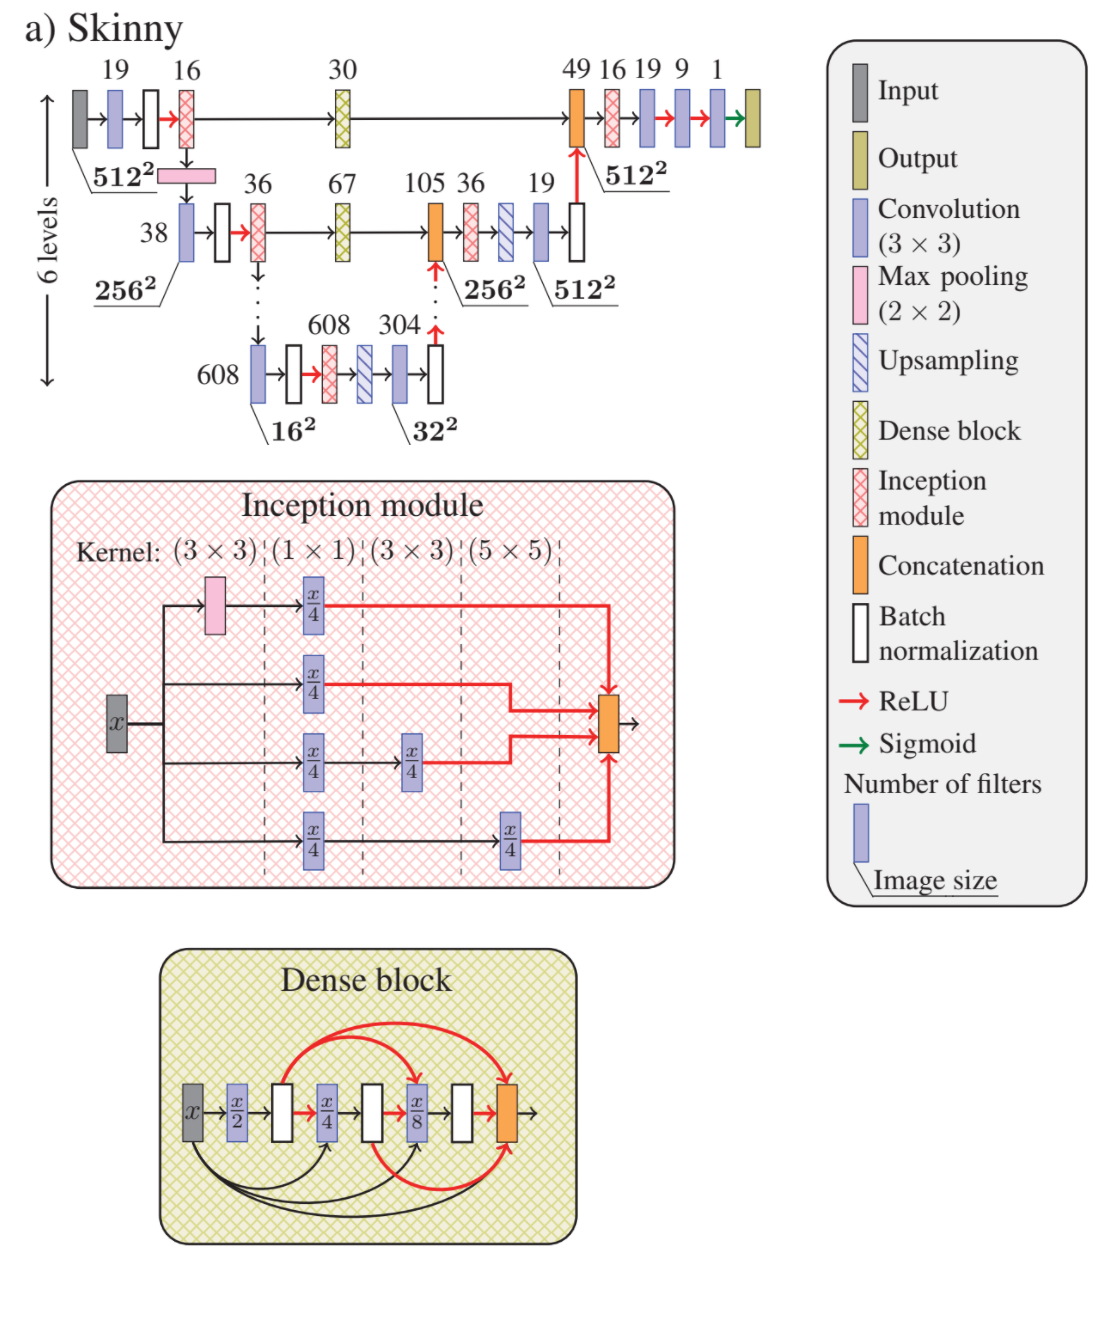 a) Skinny
19 16 30 49 16 19 9 1
512²
512²
36 67 105 36 19
38
256²
256²
512²
6 levels
608 304
608
16²
32²
Inception module
Kernel: (3 × 3) (1 × 1) (3 × 3) (5 × 5)
x/4
x/4
x
x/4 x/4
x/4 x/4
Dense block
x x/2 x/4 x/8
Input
Output
Convolution
(3 × 3)
Max pooling
(2 × 2)
Upsampling
Dense block
Inception
module
Concatenation
Batch
normalization
ReLU
Sigmoid
Number of filters
Image size